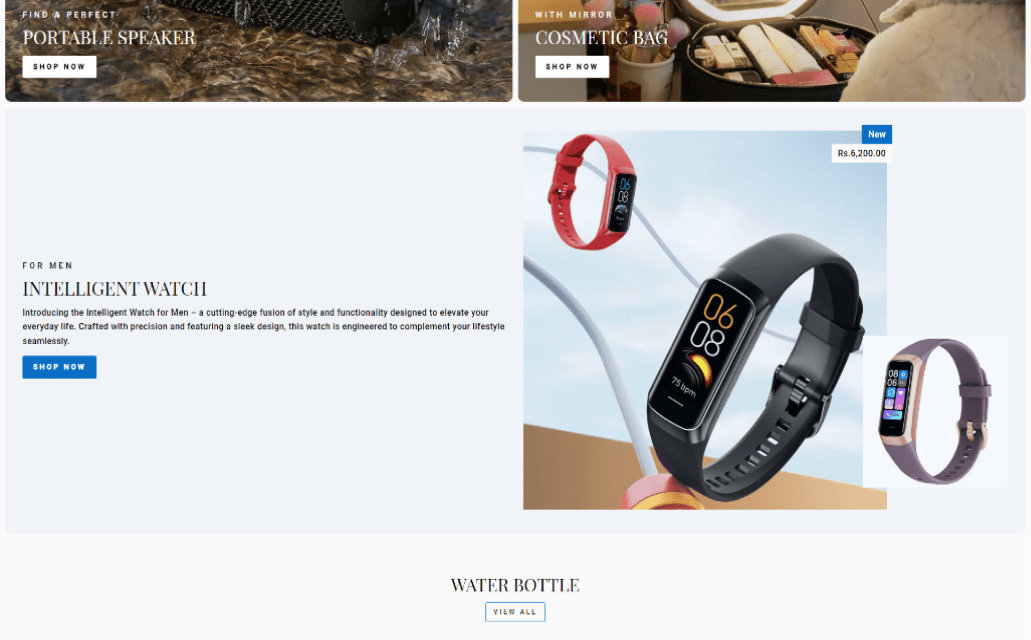 FIND A PERFECT
PORTABLE SPEAKER
SHOP NOW
WITH MIRROR
COSMETIC BAG
SHOP NOW
New
Rs.6,200.00
FOR MEN
INTELLIGENT WATCH
Introducing the Intelligent Watch for Men – a cutting-edge fusion of style and functionality designed to elevate your
everyday life. Crafted with precision and featuring a sleek design, this watch is engineered to complement your lifestyle
seamlessly.
SHOP NOW
06
08
06
08
75 bpm
08
06
WATER BOTTLE
VIEW ALL